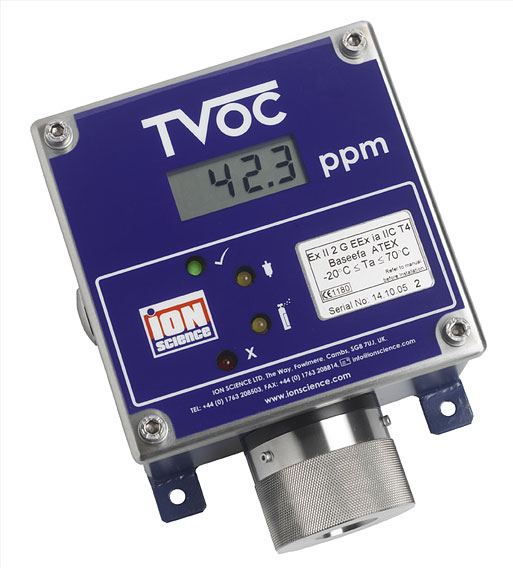 TVOC
42.3 ppm
Ex II 2 G EEx ia IIC T4
Baseefa ATEX
-20°C ≤ Ta ≤ 70°C
CE 1180
Refer to manual
before installation
Serial No. 14.10.05 2
ion
science
X
ION SCIENCE LTD. The Way, Fowlmere. Cambs, SG8 7UJ, UK.
TEL: +44 (0) 1763 208503. FAX: +44 (0) 1763 208814. info@ionscience.com
www.ionscience.com